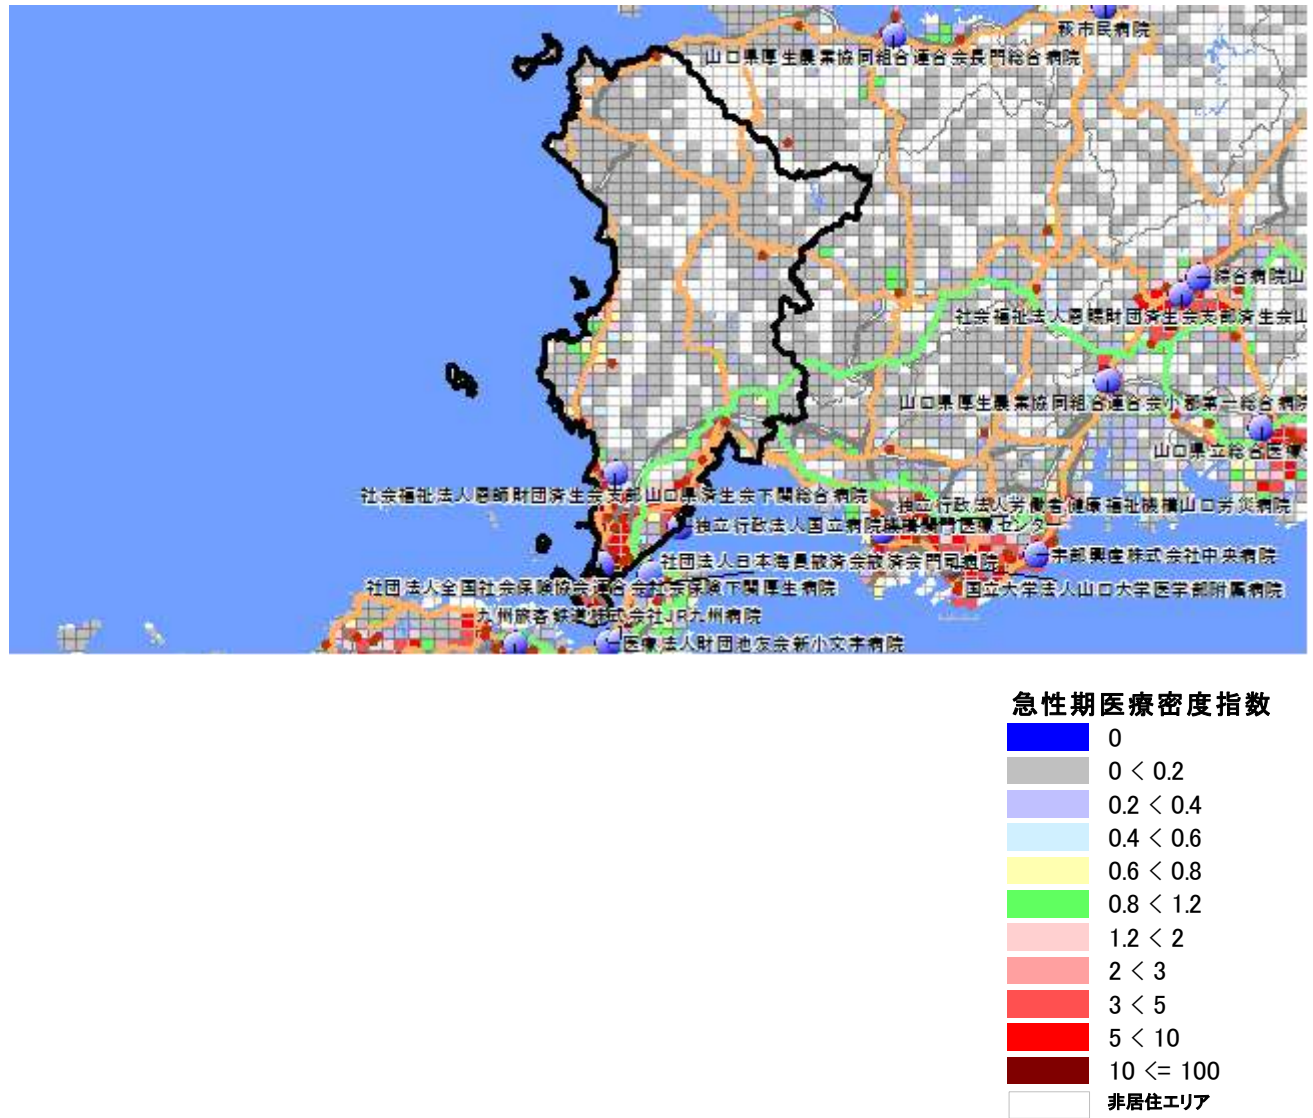 萩市民病院
山口県厚生農業協同組合連合会長門総合病院
綜合病院山
社会福祉法人恩賜財団済生会支部済生会山
山口県厚生農業協同組合連合会小郡第一総合病院
山口県立総合医療
社会福祉法人恩賜財団済生会支部山口県済生会下関総合病院
独立行政法人労働者健康福祉機構山口労災病院
独立行政法人国立病院機構関門医療センター
宇部興産株式会社中央病院
社団法人日本海員掖済会掖済会門司病院
社団法人全国社会保険協会連合会社会保険下関厚生病院
国立大学法人山口大学医学部附属病院
九州旅客鉄道株式会社JR九州病院
医療法人財団池友会新小文字病院
急性期医療密度指数
0
0 < 0.2
0.2 < 0.4
0.4 < 0.6
0.6 < 0.8
0.8 < 1.2
1.2 < 2
2 < 3
3 < 5
5 < 10
10 <= 100
非居住エリア